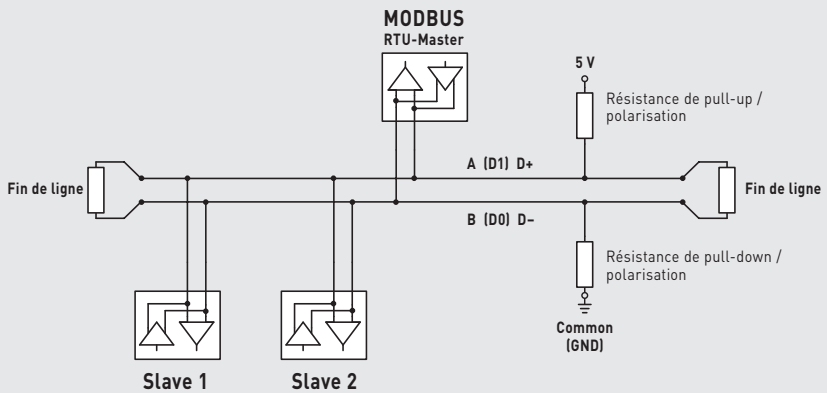 MODBUS
RTU-Master
5 V
Résistance de pull-up /
polarisation
A (D1) D+
Fin de ligne
Fin de ligne
B (D0) D–
Résistance de pull-down /
polarisation
Common
(GND)
Slave 1
Slave 2